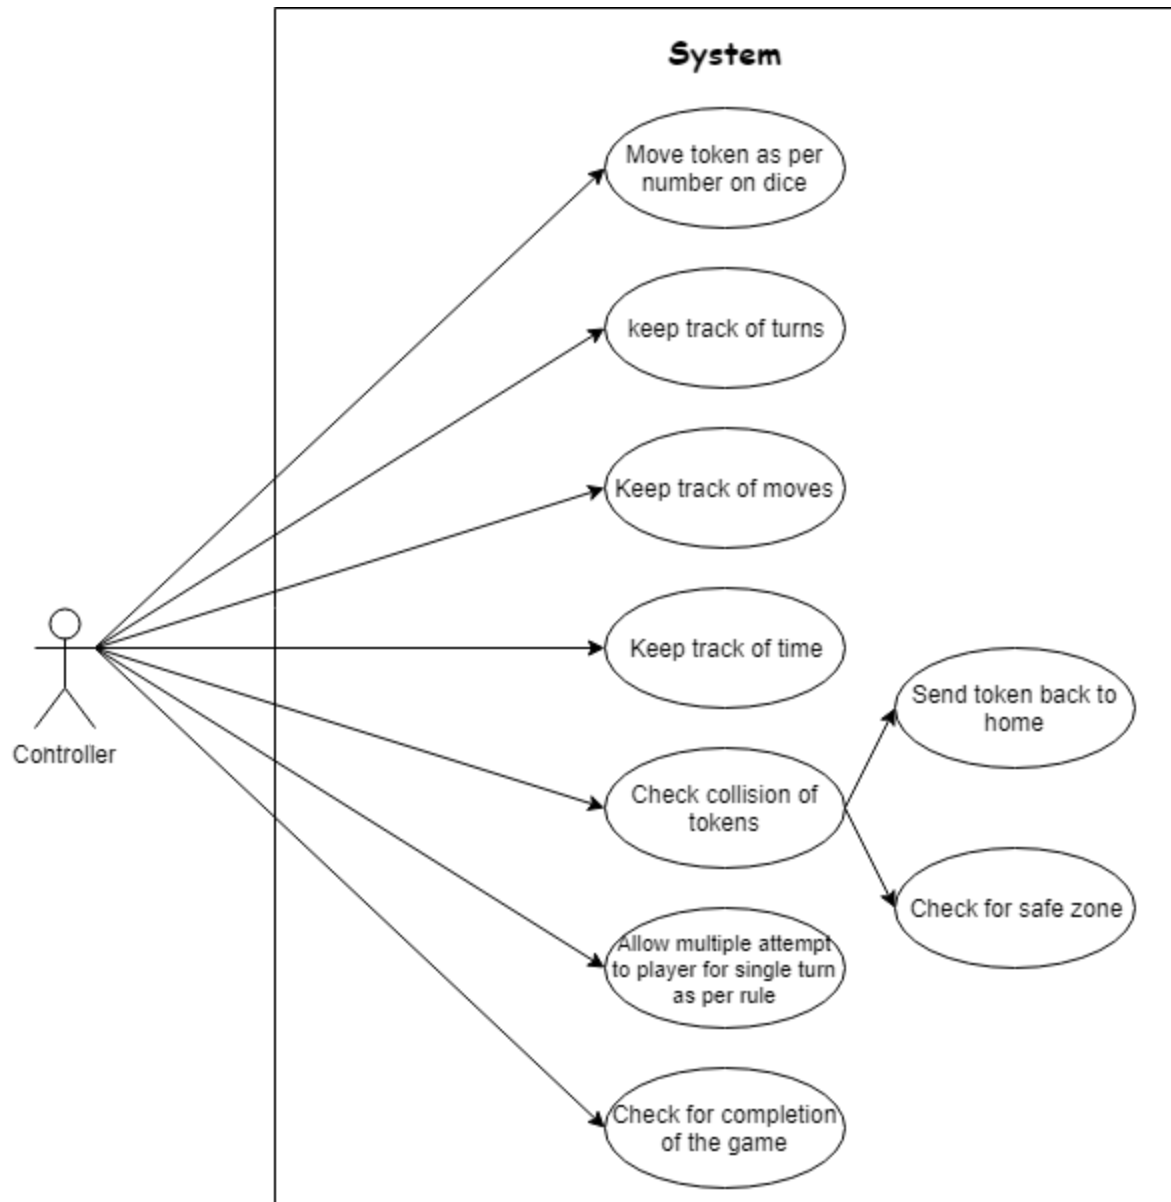 System
Move token as per
number on dice
keep track of turns
Keep track of moves
Keep track of time
Controller
Send token back to
home
Check collision of
tokens
Check for safe zone
Allow multiple attempt
to player for single turn
as per rule
Check for completion
of the game